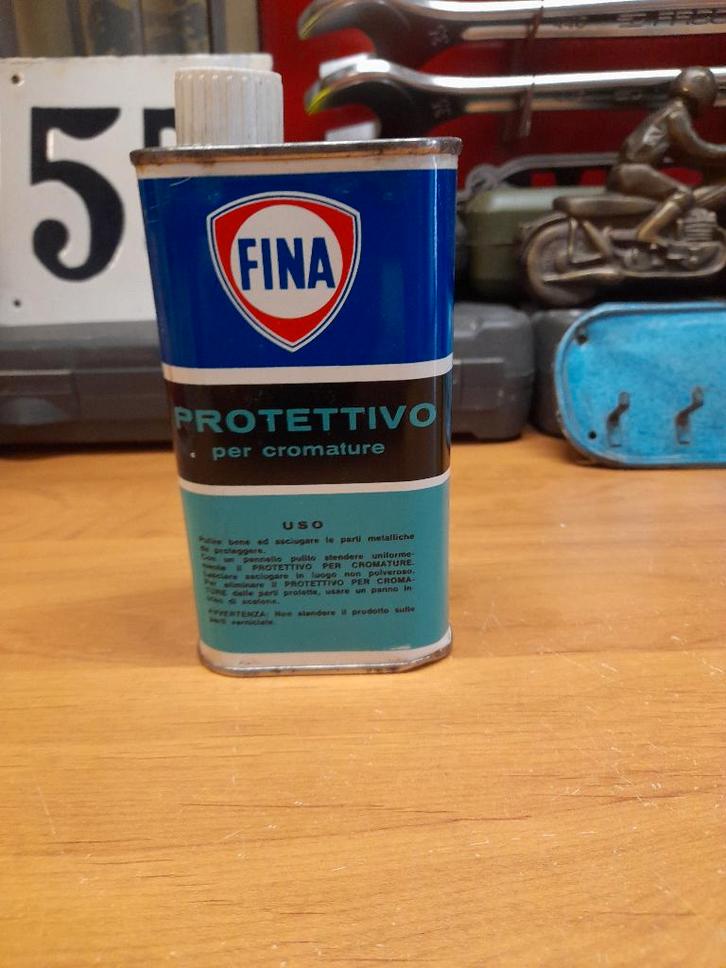 5
FINA
PROTETTIVO
per cromature
USO
Pulire bene ed asciugare le parti metalliche
da proteggere.
Con un pennello pulito stendere uniforme-
mente il PROTETTIVO PER CROMATURE.
Lasciare asciugare in luogo non polveroso.
Per eliminare il PROTETTIVO PER CROMA-
TURE dalle parti protette, usare un panno in-
di acetone.
AVVERTENZA: Non stendere il prodotto sulle
parti verniciate.